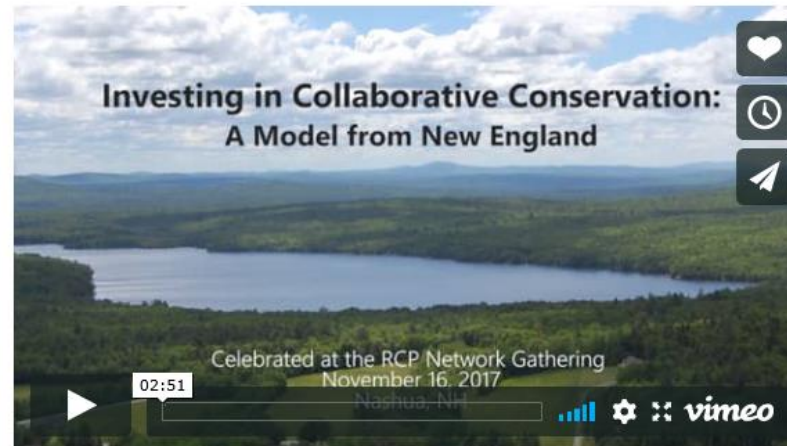 Investing in Collaborative Conservation:
A Model from New England
Celebrated at the RCP Network Gathering
November 16, 2017
Nashua, NH
02:51
vimeo